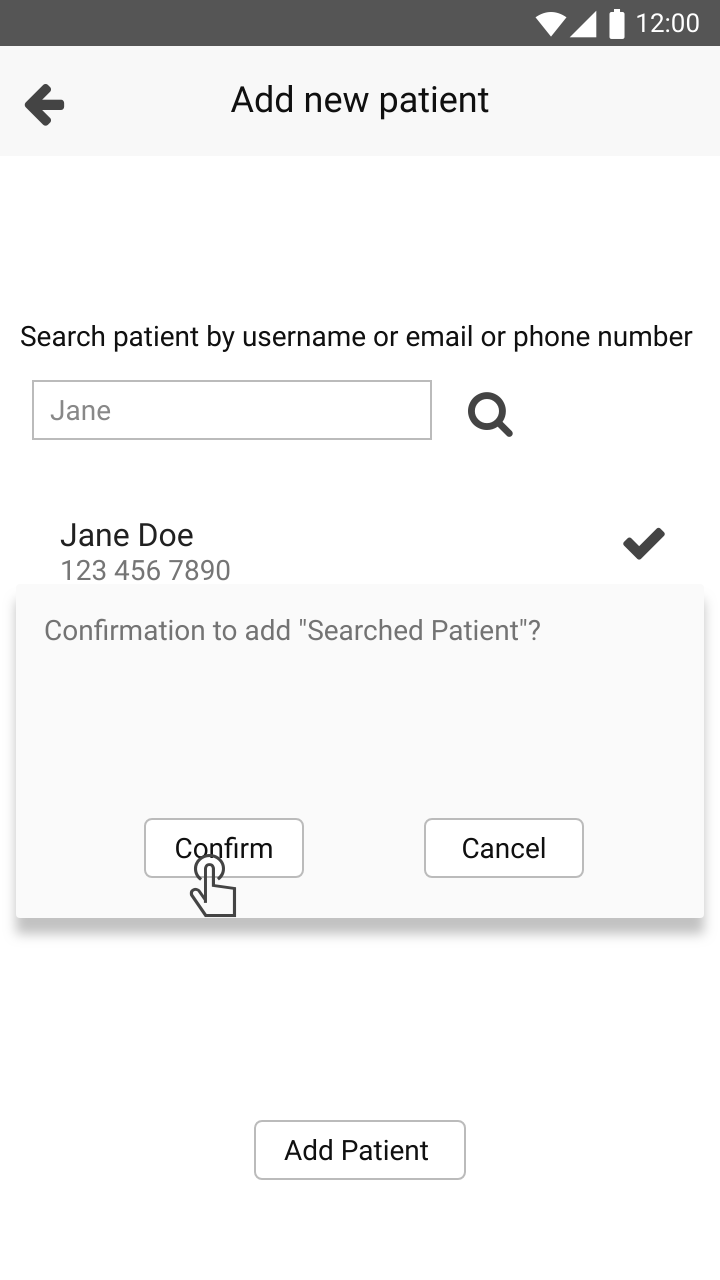 12:00
Add new patient
Search patient by username or email or phone number
Jane
Jane Doe
123 456 7890
Confirmation to add "Searched Patient"?
Confirm
Cancel
Add Patient